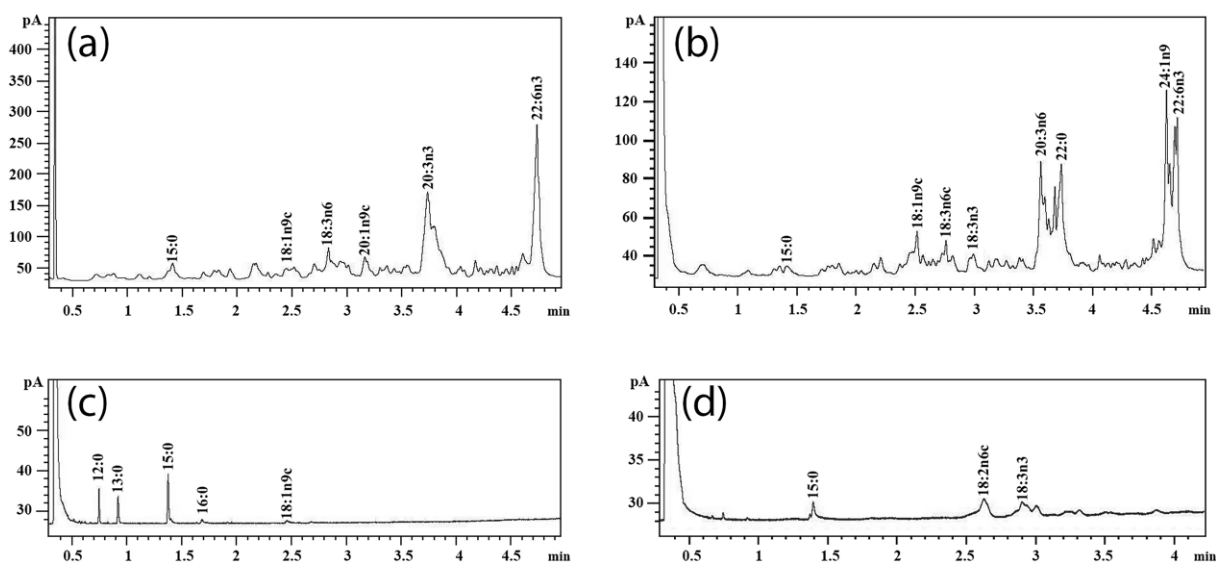 pA
(a)
400
350
300
250
200
150
100
50
15:0
18:1n9c
18:3n6
20:1n9c
20:3n3
22:6n3
0.5 1 1.5 2 2.5 3 3.5 4 4.5 min
pA
(b)
140
120
100
80
60
40
15:0
18:1n9c
18:3n6c
18:3n3
20:3n6
22:0
24:1n9
22:6n3
0.5 1 1.5 2 2.5 3 3.5 4 4.5 min
pA
(c)
50
40
30
12:0
13:0
15:0
16:0
18:1n9c
0.5 1 1.5 2 2.5 3 3.5 4 4.5 min
pA
(d)
40
35
30
15:0
18:2n6c
18:3n3
0.5 1 1.5 2 2.5 3 3.5 4 min